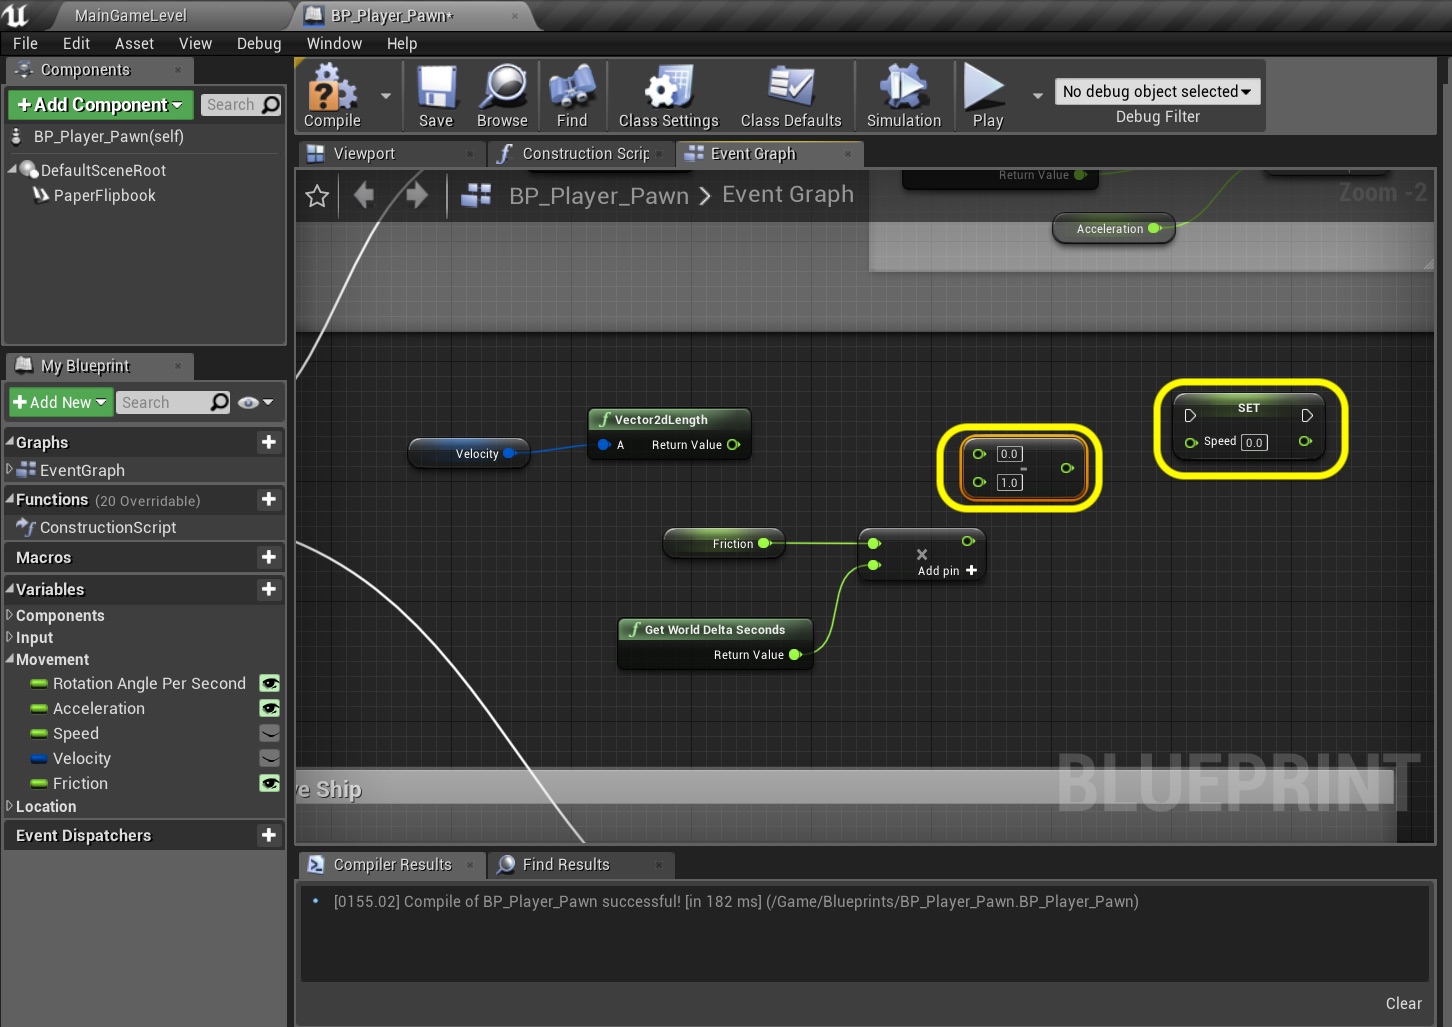 MainGameLevel
BP_Player_Pawn*
File Edit Asset View Debug Window Help
Components
+Add Component
Search
BP_Player_Pawn(self)
DefaultSceneRoot
PaperFlipbook
Compile Save Browse Find Class Settings Class Defaults Simulation Play
No debug object selected
Debug Filter
Viewport
Construction Scrip
Event Graph
BP_Player_Pawn > Event Graph
Zoom -2
Return Value
Acceleration
My Blueprint
+Add New
Search
Graphs
EventGraph
Functions (20 Overridable)
ConstructionScript
Macros
Variables
Components
Input
Movement
Rotation Angle Per Second
Acceleration
Speed
Velocity
Friction
Location
Event Dispatchers
Velocity
Vector2dLength
A Return Value
0.0
-
1.0
SET
Speed 0.0
Friction
×
Add pin +
Get World Delta Seconds
Return Value
BLUEPRINT
ve Ship
Compiler Results
Find Results
[0155.02] Compile of BP_Player_Pawn successful! [in 182 ms] (/Game/Blueprints/BP_Player_Pawn.BP_Player_Pawn)
Clear